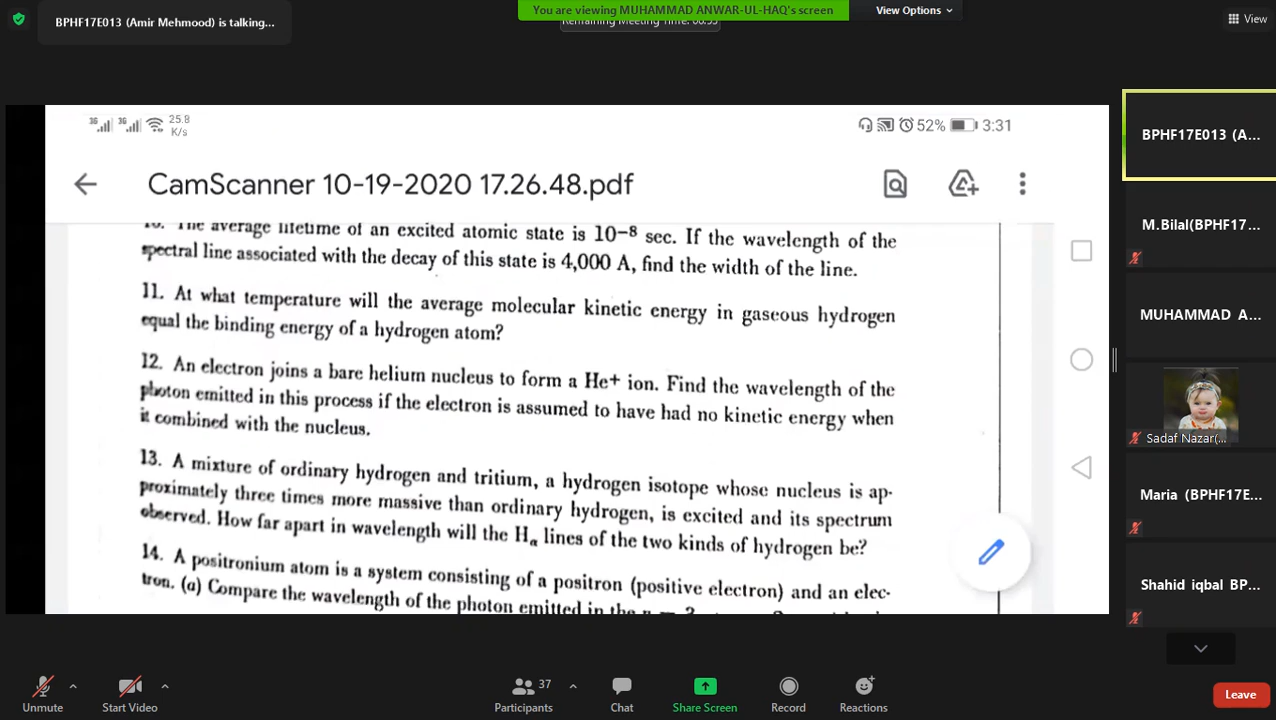 BPHF17E013 (Amir Mehmood) is talking...
You are viewing MUHAMMAD ANWAR-UL-HAQ's screen
View Options
Remaining Meeting Time:
View
3G 3G 25.8 K/s
52% 3:31
CamScanner 10-19-2020 17.26.48.pdf
10. The average lifetime of an excited atomic state is 10⁻⁸ sec. If the wavelength of the
spectral line associated with the decay of this state is 4,000 A, find the width of the line.
11. At what temperature will the average molecular kinetic energy in gaseous hydrogen
equal the binding energy of a hydrogen atom?
12. An electron joins a bare helium nucleus to form a He⁺ ion. Find the wavelength of the
photon emitted in this process if the electron is assumed to have had no kinetic energy when
it combined with the nucleus.
13. A mixture of ordinary hydrogen and tritium, a hydrogen isotope whose nucleus is ap-
proximately three times more massive than ordinary hydrogen, is excited and its spectrum
observed. How far apart in wavelength will the Hα lines of the two kinds of hydrogen be?
14. A positronium atom is a system consisting of a positron (positive electron) and an elec-
tron. (a) Compare the wavelength of the photon emitted in the n = 3
BPHF17E013 (A...
M.Bilal(BPHF17...
MUHAMMAD A...
Sadaf Nazar(...
Maria (BPHF17E...
Shahid iqbal BP...
Unmute
Start Video
37
Participants
Chat
Share Screen
Record
Reactions
Leave